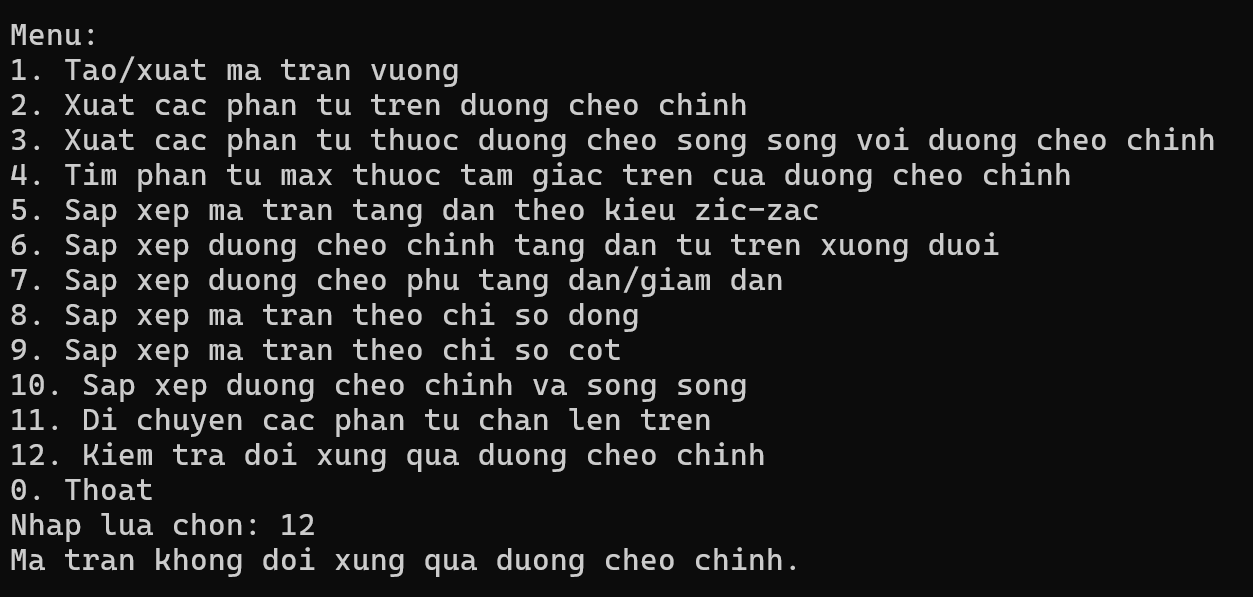 Menu:
1. Tao/xuat ma tran vuong
2. Xuat cac phan tu tren duong cheo chinh
3. Xuat cac phan tu thuoc duong cheo song song voi duong cheo chinh
4. Tim phan tu max thuoc tam giac tren cua duong cheo chinh
5. Sap xep ma tran tang dan theo kieu zic-zac
6. Sap xep duong cheo chinh tang dan tu tren xuong duoi
7. Sap xep duong cheo phu tang dan/giam dan
8. Sap xep ma tran theo chi so dong
9. Sap xep ma tran theo chi so cot
10. Sap xep duong cheo chinh va song song
11. Di chuyen cac phan tu chan len tren
12. Kiem tra doi xung qua duong cheo chinh
0. Thoat
Nhap lua chon: 12
Ma tran khong doi xung qua duong cheo chinh.